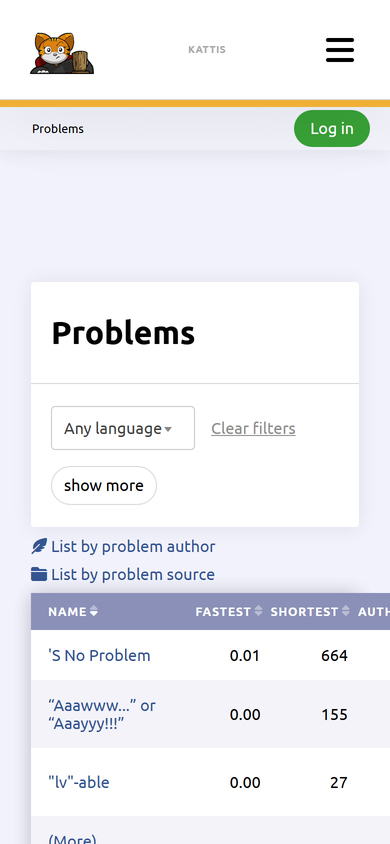 KATTIS
Problems
Log in
Problems
Any language
Clear filters
show more
List by problem author
List by problem source
NAME FASTEST SHORTEST AUTH
'S No Problem 0.01 664
“Aaawww...” or
“Aaayyy!!!” 0.00 155
"lv"-able 0.00 27
(More)